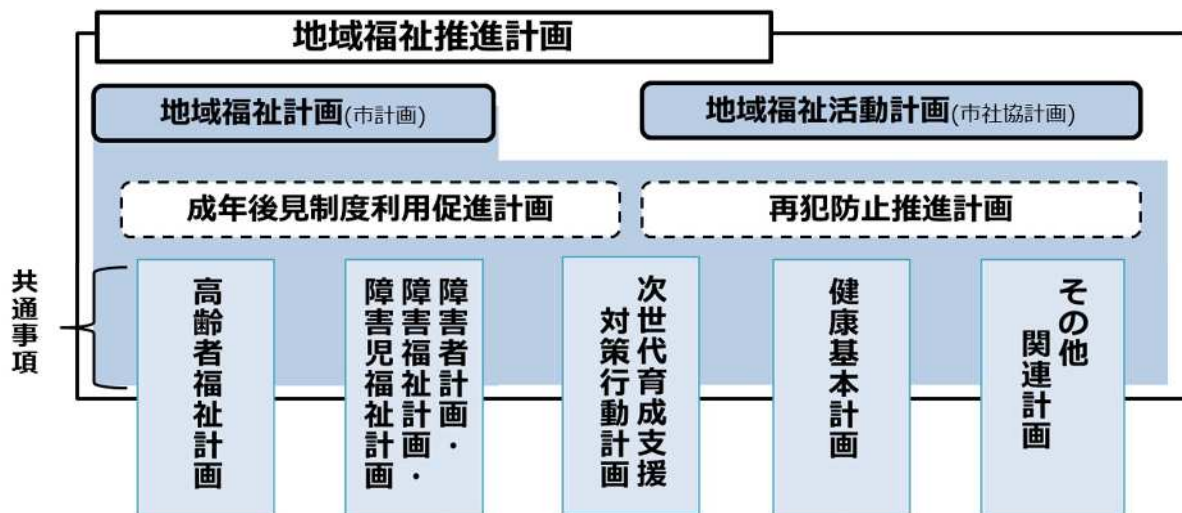 地域福祉推進計画
地域福祉計画(市計画)
地域福祉活動計画(市社協計画)
成年後見制度利用促進計画
再犯防止推進計画
共通事項
高齢者福祉計画
障害者計画・
障害福祉計画・
障害児福祉計画
次世代育成支援
対策行動計画
健康基本計画
その他
関連計画